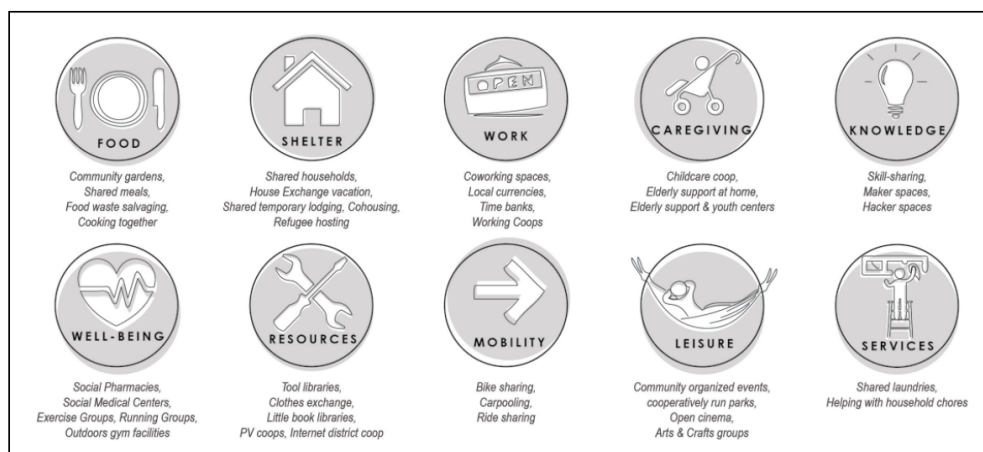 FOOD
Community gardens,
Shared meals,
Food waste salvaging,
Cooking together
SHELTER
Shared households,
House Exchange vacation,
Shared temporary lodging, Cohousing,
Refugee hosting
OPEN
WORK
Coworking spaces,
Local currencies,
Time banks,
Working Coops
CAREGIVING
Childcare coop,
Elderly support at home,
Elderly support & youth centers
KNOWLEDGE
Skill-sharing,
Maker spaces,
Hacker spaces
WELL-BEING
Social Pharmacies,
Social Medical Centers,
Exercise Groups, Running Groups,
Outdoors gym facilities
RESOURCES
Tool libraries,
Clothes exchange,
Little book libraries,
PV coops, Internet district coop
MOBILITY
Bike sharing,
Carpooling,
Ride sharing
LEISURE
Community organized events,
cooperatively run parks,
Open cinema,
Arts & Crafts groups
SERVICES
Shared laundries,
Helping with household chores